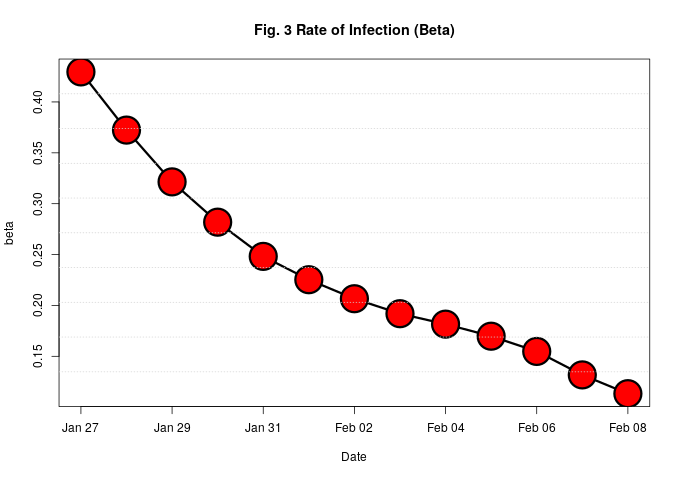 Fig. 3 Rate of Infection (Beta)
0.40
0.35
0.30
0.25
0.20
0.15
beta
Jan 27 Jan 29 Jan 31 Feb 02 Feb 04 Feb 06 Feb 08
Date